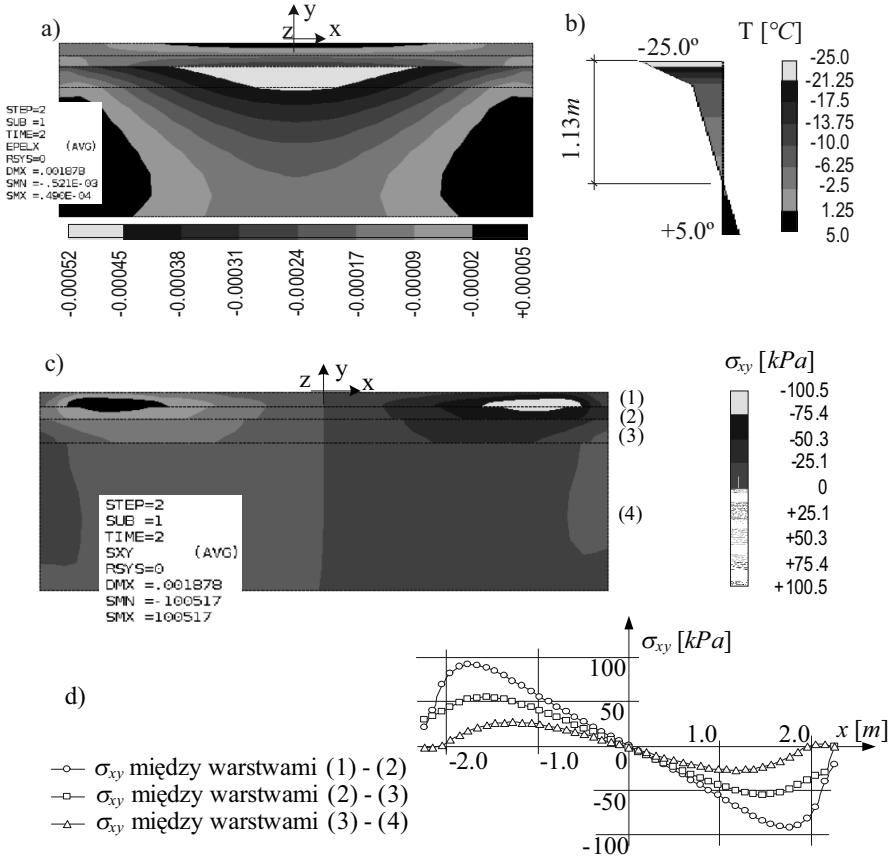 a)
y
z
x
STEP=2
SUB =1
TIME=2
EPELX (AVG)
RSYS=0
DMX =.001878
SMN =-.521E-03
SMX =.490E-04
-0.00052
-0.00045
-0.00038
-0.00031
-0.00024
-0.00017
-0.00009
-0.00002
+0.00005
b)
-25.0º
1.13m
+5.0º
T [°C]
-25.0
-21.25
-17.5
-13.75
-10.0
-6.25
-2.5
1.25
5.0
c)
y
z
x
(1)
(2)
(3)
(4)
STEP=2
SUB =1
TIME=2
SXY (AVG)
RSYS=0
DMX =.001878
SMN =-100517
SMX =100517
σxy [kPa]
-100.5
-75.4
-50.3
-25.1
0
+25.1
+50.3
+75.4
+100.5
d)
σxy [kPa]
100
50
0
-50
-100
-2.0
-1.0
1.0
2.0
x [m]
σxy między warstwami (1) - (2)
σxy między warstwami (2) - (3)
σxy między warstwami (3) - (4)